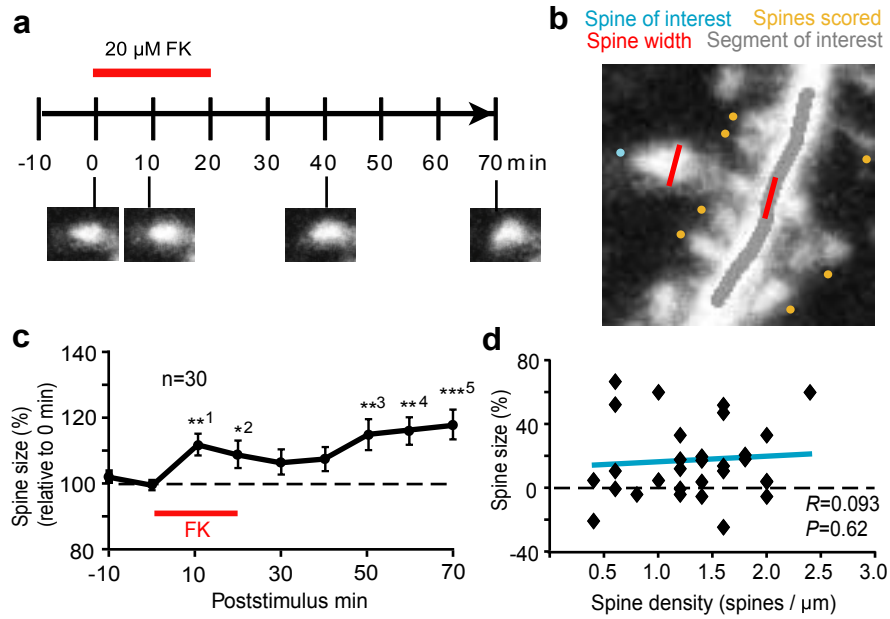 a
20 µM FK
-10 0 10 20 30 40 50 60 70 min
b
Spine of interest Spines scored
Spine width Segment of interest
c
Spine size (%)
(relative to 0 min)
140
120
100
80
n=30
**1 *2 **3 **4 ***5
FK
-10 10 30 50 70
Poststimulus min
d
Spine size (%)
80
40
0
-40
R=0.093
P=0.62
0.5 1.0 1.5 2.0 2.5 3.0
Spine density (spines / µm)